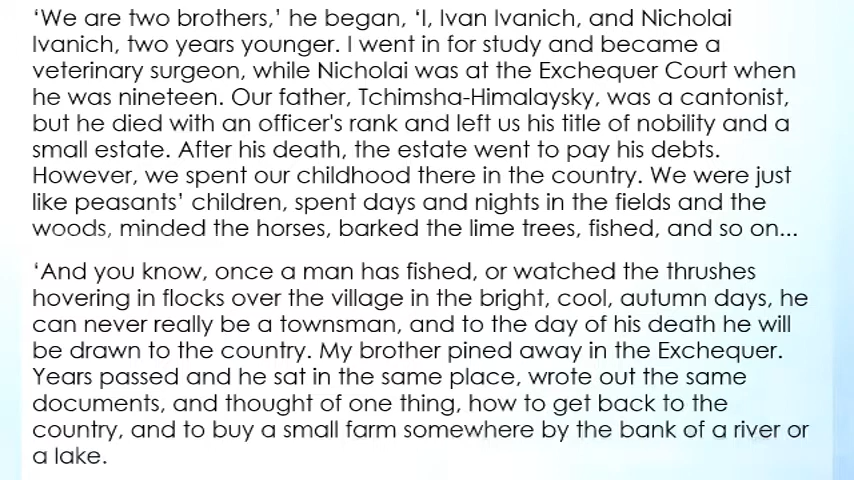 ‘We are two brothers,’ he began, ‘I, Ivan Ivanich, and Nicholai
Ivanich, two years younger. I went in for study and became a
veterinary surgeon, while Nicholai was at the Exchequer Court when
he was nineteen. Our father, Tchimsha-Himalaysky, was a cantonist,
but he died with an officer's rank and left us his title of nobility and a
small estate. After his death, the estate went to pay his debts.
However, we spent our childhood there in the country. We were just
like peasants’ children, spent days and nights in the fields and the
woods, minded the horses, barked the lime trees, fished, and so on...
‘And you know, once a man has fished, or watched the thrushes
hovering in flocks over the village in the bright, cool, autumn days, he
can never really be a townsman, and to the day of his death he will
be drawn to the country. My brother pined away in the Exchequer.
Years passed and he sat in the same place, wrote out the same
documents, and thought of one thing, how to get back to the
country, and to buy a small farm somewhere by the bank of a river or
a lake.